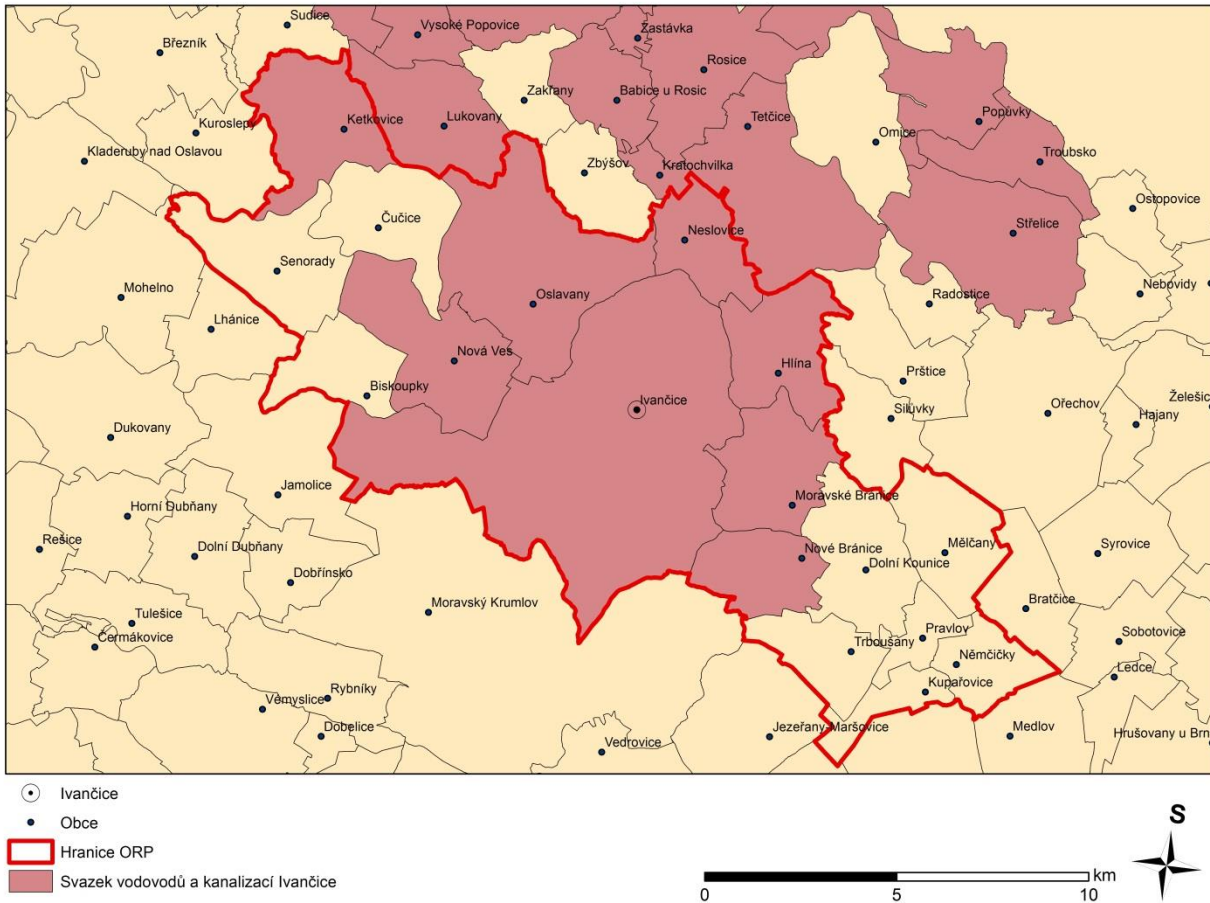 Sudice
Březník
Vysoké Popovice
Zastávka
Rosice
Zakřany
Babice u Rosic
Kuroslepy
Ketkovice
Lukovany
Tetčice
Popůvky
Omice
Kladeruby nad Oslavou
Zbýšov
Kratochvilka
Troubsko
Ostopovice
Čučice
Neslovice
Střelice
Senorady
Mohelno
Oslavany
Radostice
Nebovidy
Lhánice
Nová Ves
Hlína
Prštice
Biskoupky
Ivančice
Silůvky
Ořechov
Želešic
Hajany
Dukovany
Jamolice
Moravské Bránice
Horní Dubňany
Rešice
Dolní Dubňany
Nové Bránice
Mělčany
Syrovice
Dolní Kounice
Dobřínsko
Moravský Krumlov
Bratčice
Tulešice
Čermákovice
Trboušany
Pravlov
Sobotovice
Němčičky
Ledce
Kupařovice
Rybníky
Vémyslice
Dobelice
Vedrovice
Jezeřany-Maršovice
Medlov
Hrušovany u Brn
Ivančice
Obce
Hranice ORP
Svazek vodovodů a kanalizací Ivančice
S
km
0
5
10